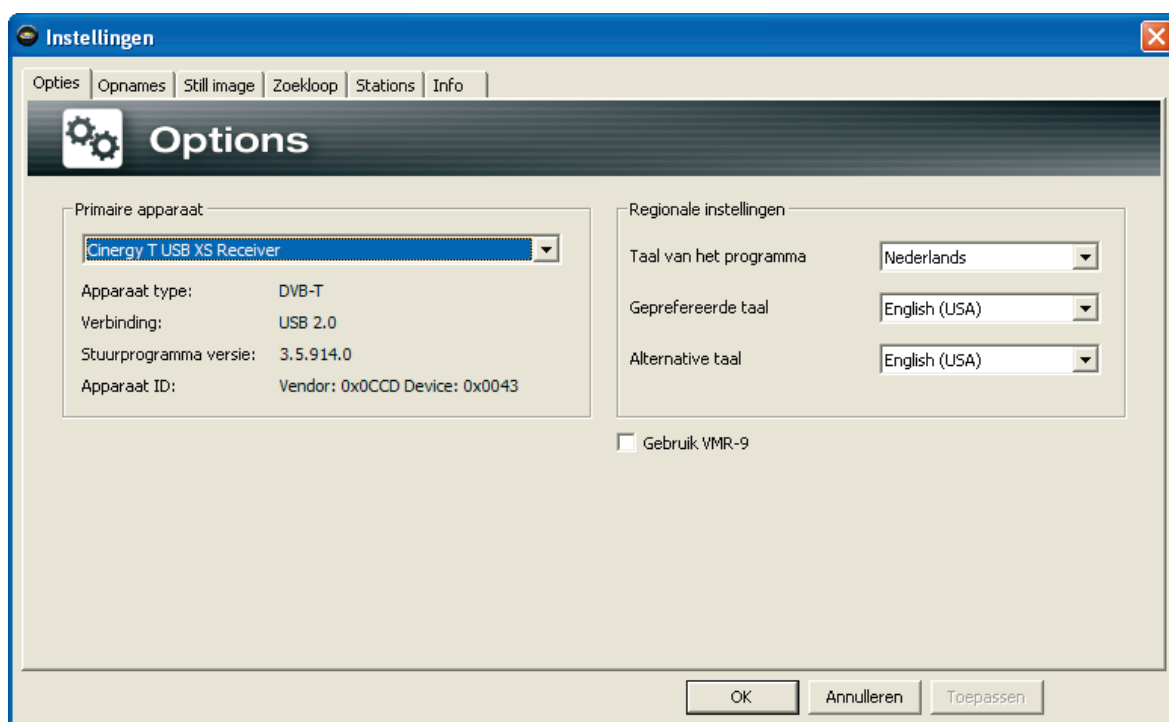 Instellingen
Opties Opnames Still image Zoekloop Stations Info
Options
Primaire apparaat
Cinergy T USB XS Receiver
Apparaat type: DVB-T
Verbinding: USB 2.0
Stuurprogramma versie: 3.5.914.0
Apparaat ID: Vendor: 0x0CCD Device: 0x0043
Regionale instellingen
Taal van het programma Nederlands
Geprefereerde taal English (USA)
Alternative taal English (USA)
Gebruik VMR-9
OK Annulleren Toepassen